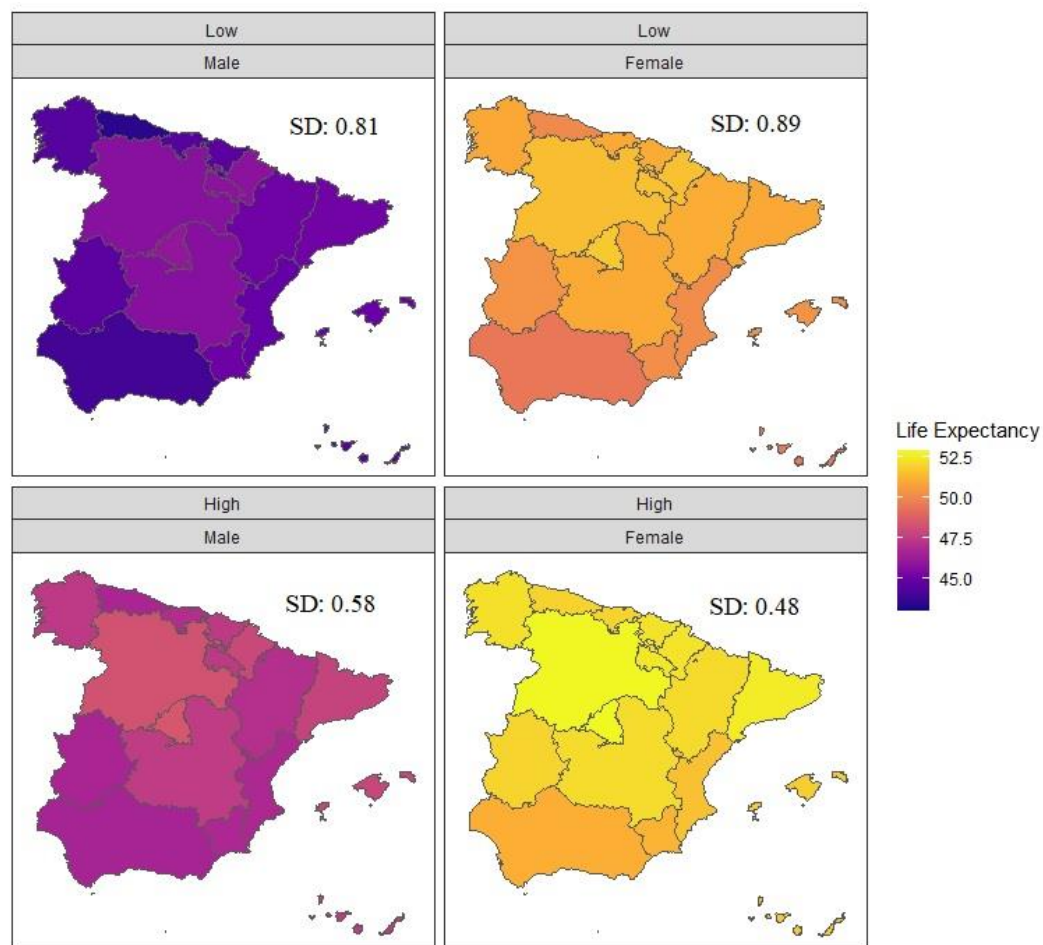 Low
Male
SD: 0.81
Low
Female
SD: 0.89
High
Male
SD: 0.58
High
Female
SD: 0.48
Life Expectancy
52.5
50.0
47.5
45.0